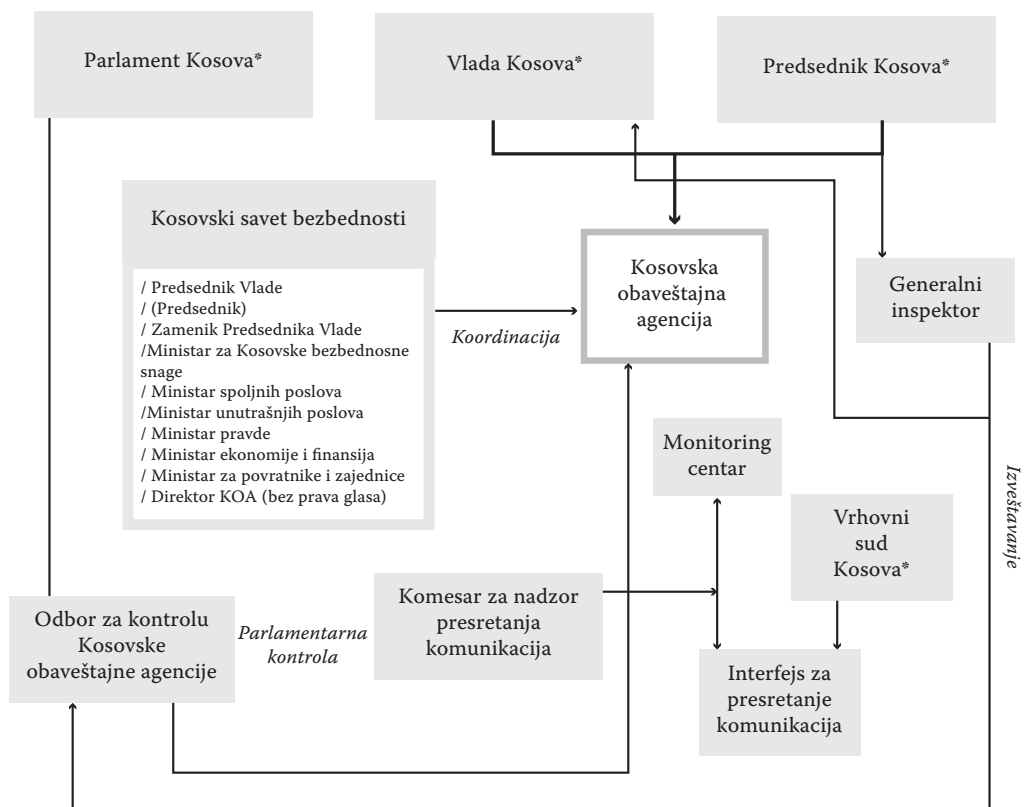 Parlament Kosova*
Vlada Kosova*
Predsednik Kosova*
Kosovski savet bezbednosti
/ Predsednik Vlade
/ (Predsednik)
/ Zamenik Predsednika Vlade
/Ministar za Kosovske bezbednosne
snage
/ Ministar spoljnih poslova
/Ministar unutrašnjih poslova
/ Ministar pravde
/ Ministar ekonomije i finansija
/ Ministar za povratnike i zajednice
/ Direktor KOA (bez prava glasa)
Koordinacija
Kosovska
obaveštajna
agencija
Generalni
inspektor
Monitoring
centar
Vrhovni
sud
Kosova*
Izveštavanje
Odbor za kontrolu
Kosovske
obaveštajne agencije
Parlamentarna
kontrola
Komesar za nadzor
presretanja
komunikacija
Interfejs za
presretanje
komunikacija